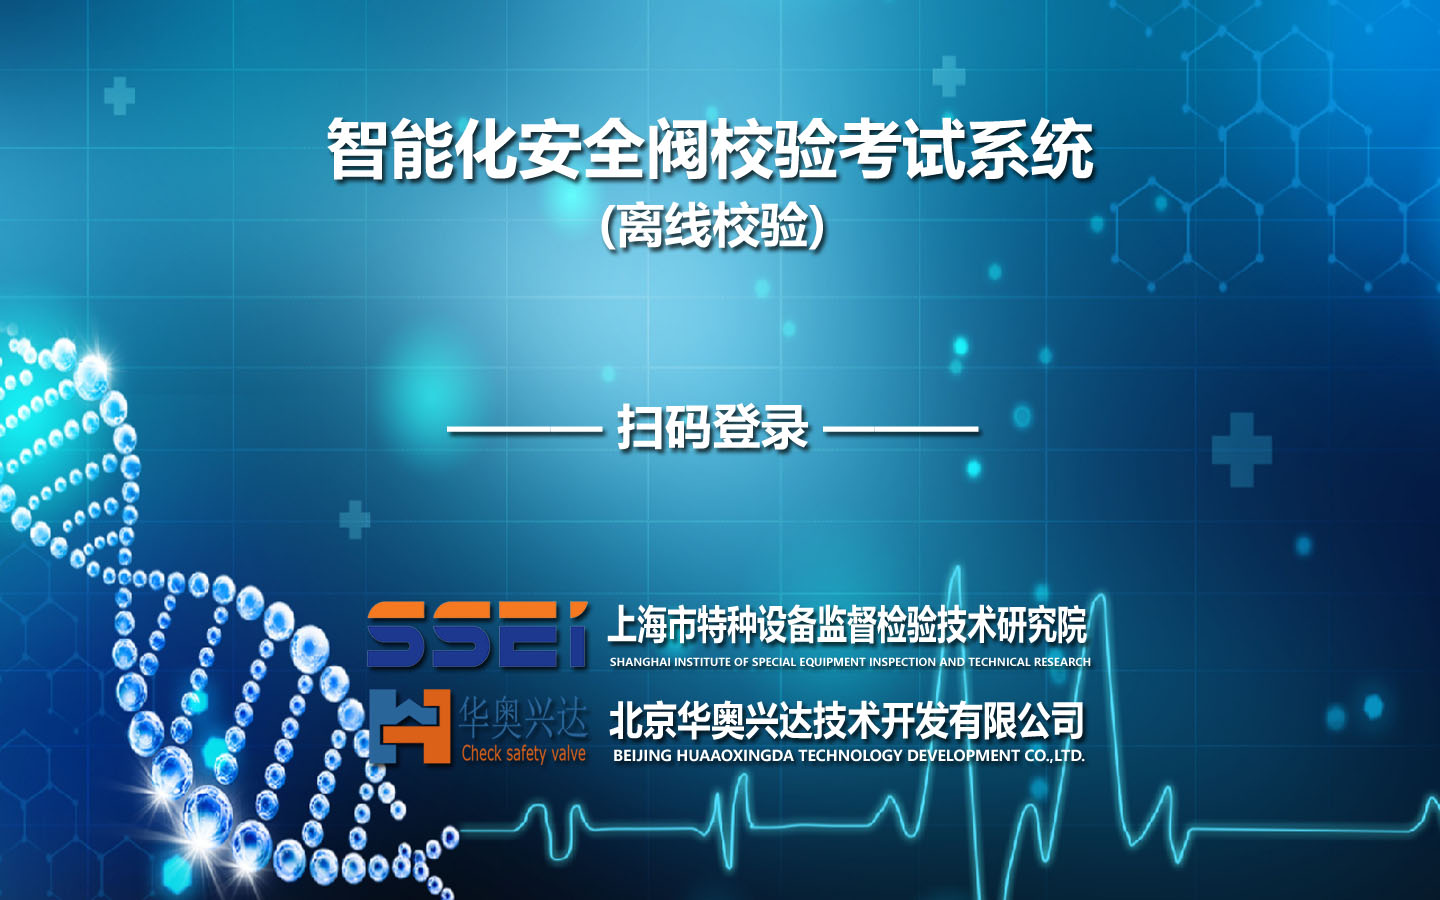 智能化安全阀校验考试系统
(离线校验)
——— 扫码登录 ———
SSEI 上海市特种设备监督检验技术研究院
SHANGHAI INSTITUTE OF SPECIAL EQUIPMENT INSPECTION AND TECHNICAL RESEARCH
华奥兴达 北京华奥兴达技术开发有限公司
Check safety valve BEIJING HUAAOXINGDA TECHNOLOGY DEVELOPMENT CO.,LTD.